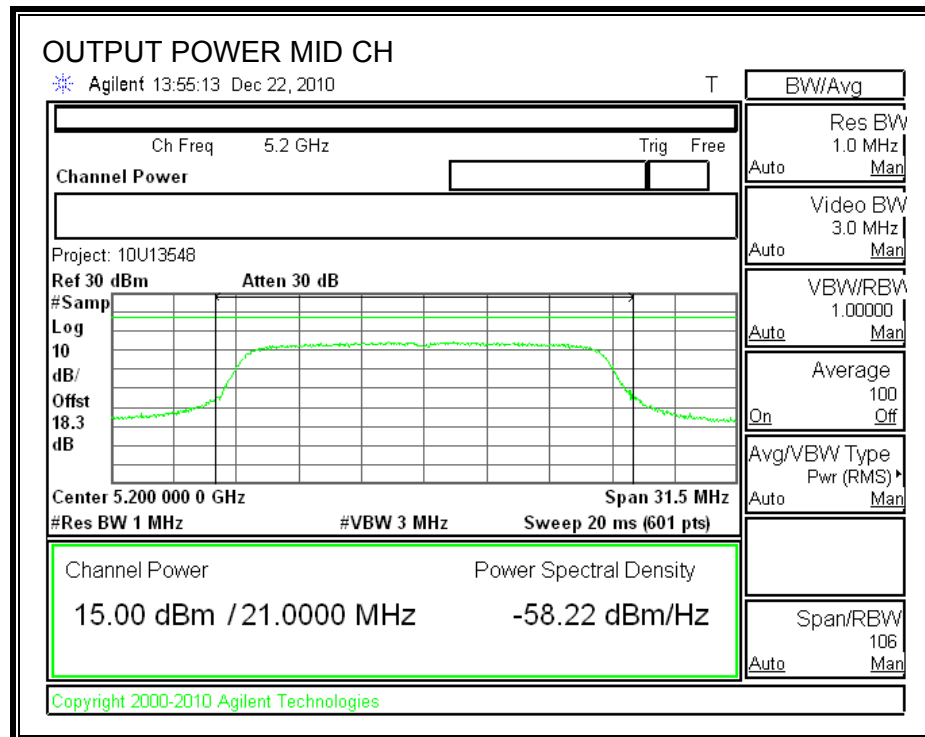 OUTPUT POWER MID CH
Agilent 13:55:13 Dec 22, 2010 T
BW/Avg
Ch Freq 5.2 GHz Trig Free
Channel Power
Project: 10U13548
Ref 30 dBm Atten 30 dB
#Samp
Log
10
dB/
Offst
18.3
dB
Center 5.200 000 0 GHz Span 31.5 MHz
#Res BW 1 MHz #VBW 3 MHz Sweep 20 ms (601 pts)
Channel Power Power Spectral Density
15.00 dBm / 21.0000 MHz -58.22 dBm/Hz
Copyright 2000-2010 Agilent Technologies
Res BW
1.0 MHz
Auto Man
Video BW
3.0 MHz
Auto Man
VBW/RBW
1.00000
Auto Man
Average
100
On Off
Avg/VBW Type
Pwr (RMS)
Auto Man
Span/RBW
106
Auto Man